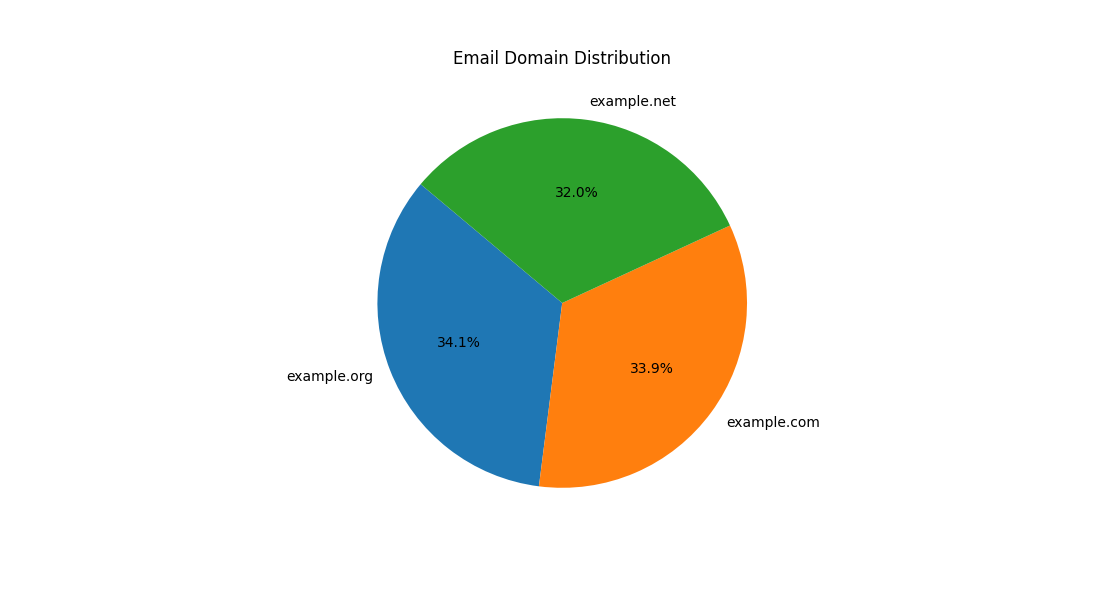 Email Domain Distribution
example.net
32.0%
34.1%
33.9%
example.org
example.com